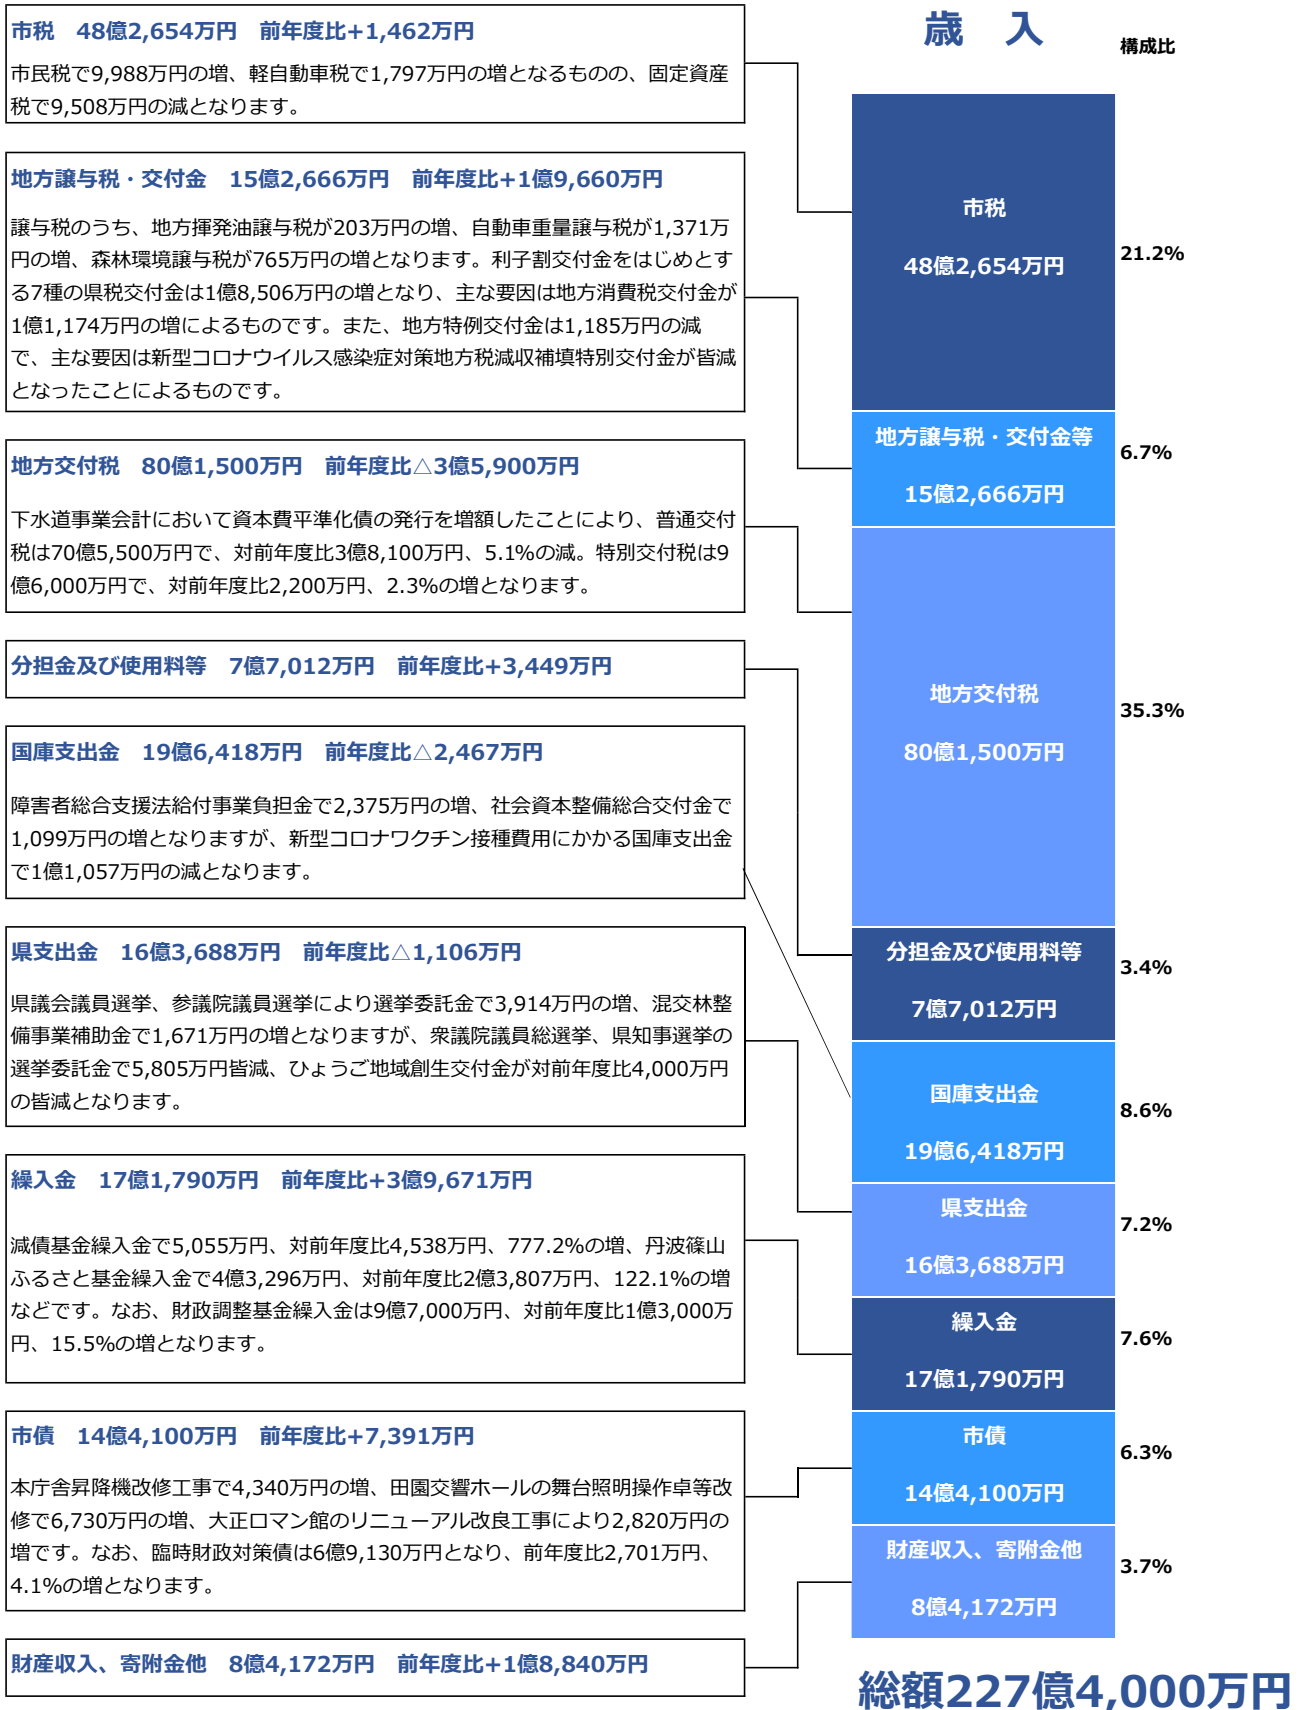 市税　48億2,654万円　前年度比+1,462万円
市民税で9,988万円の増、軽自動車税で1,797万円の増となるものの、固定資産
税で9,508万円の減となります。
地方譲与税・交付金　15億2,666万円　前年度比+1億9,660万円
譲与税のうち、地方揮発油譲与税が203万円の増、自動車重量譲与税が1,371万
円の増、森林環境譲与税が765万円の増となります。利子割交付金をはじめとす
る7種の県税交付金は1億8,506万円の増となり、主な要因は地方消費税交付金が
1億1,174万円の増によるものです。また、地方特例交付金は1,185万円の減
で、主な要因は新型コロナウイルス感染症対策地方税減収補填特別交付金が皆減
となったことによるものです。
地方交付税　80億1,500万円　前年度比△3億5,900万円
下水道事業会計において資本費平準化債の発行を増額したことにより、普通交付
税は70億5,500万円で、対前年度比3億8,100万円、5.1%の減。特別交付税は9
億6,000万円で、対前年度比2,200万円、2.3%の増となります。
分担金及び使用料等　7億7,012万円　前年度比+3,449万円
国庫支出金　19億6,418万円　前年度比△2,467万円
障害者総合支援法給付事業負担金で2,375万円の増、社会資本整備総合交付金で
1,099万円の増となりますが、新型コロナワクチン接種費用にかかる国庫支出金
で1億1,057万円の減となります。
県支出金　16億3,688万円　前年度比△1,106万円
県議会議員選挙、参議院議員選挙により選挙委託金で3,914万円の増、混交林整
備事業補助金で1,671万円の増となりますが、衆議院議員総選挙、県知事選挙の
選挙委託金で5,805万円皆減、ひょうご地域創生交付金が対前年度比4,000万円
の皆減となります。
繰入金　17億1,790万円　前年度比+3億9,671万円
減債基金繰入金で5,055万円、対前年度比4,538万円、777.2%の増、丹波篠山
ふるさと基金繰入金で4億3,296万円、対前年度比2億3,807万円、122.1%の増
などです。なお、財政調整基金繰入金は9億7,000万円、対前年度比1億3,000万
円、15.5%の増となります。
市債　14億4,100万円　前年度比+7,391万円
本庁舎昇降機改修工事で4,340万円の増、田園交響ホールの舞台照明操作卓等改
修で6,730万円の増、大正ロマン館のリニューアル改良工事により2,820万円の
増です。なお、臨時財政対策債は6億9,130万円となり、前年度比2,701万円、
4.1%の増となります。
財産収入、寄附金他　8億4,172万円　前年度比+1億8,840万円
歳　入
構成比
市税
48億2,654万円
21.2%
地方譲与税・交付金等
15億2,666万円
6.7%
地方交付税
80億1,500万円
35.3%
分担金及び使用料等
7億7,012万円
3.4%
国庫支出金
19億6,418万円
8.6%
県支出金
16億3,688万円
7.2%
繰入金
17億1,790万円
7.6%
市債
14億4,100万円
6.3%
財産収入、寄附金他
8億4,172万円
3.7%
総額227億4,000万円